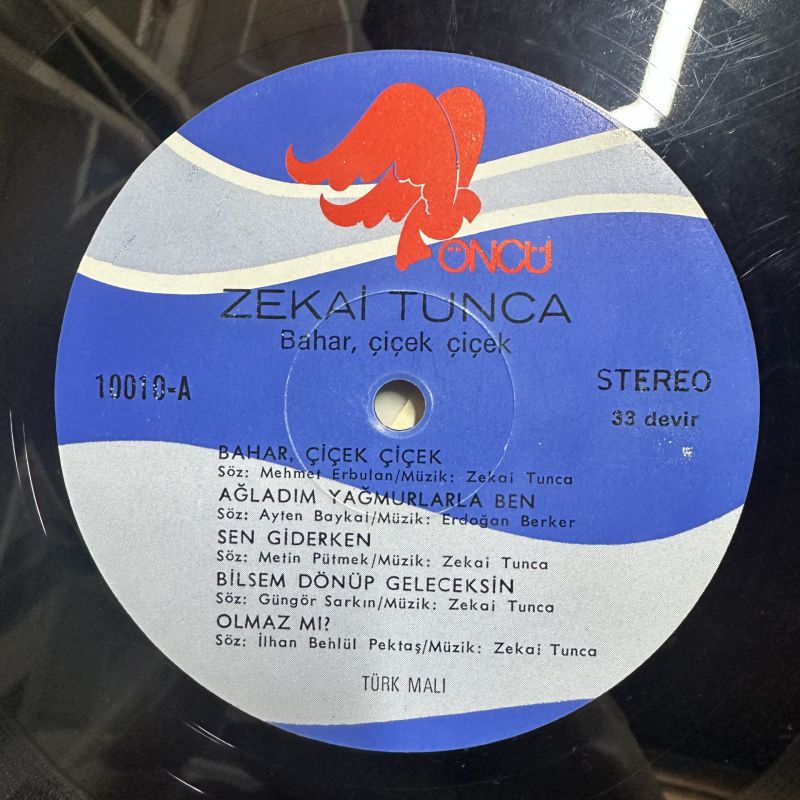 ÖNCÜ
ZEKAİ TUNCA
Bahar, çiçek çiçek
10010-A
STEREO
33 devir
BAHAR, ÇİÇEK ÇİÇEK
Söz: Mehmet Erbulan/Müzik: Zekai Tunca
AĞLADIM YAĞMURLARLA BEN
Söz: Ayten Baykal/Müzik: Erdoğan Berker
SEN GİDERKEN
Söz: Metin Pütmek/Müzik: Zekai Tunca
BİLSEM DÖNÜP GELECEKSİN
Söz: Güngör Sarkın/Müzik: Zekai Tunca
OLMAZ MI?
Söz: İlhan Behlül Pektaş/Müzik: Zekai Tunca
TÜRK MALI